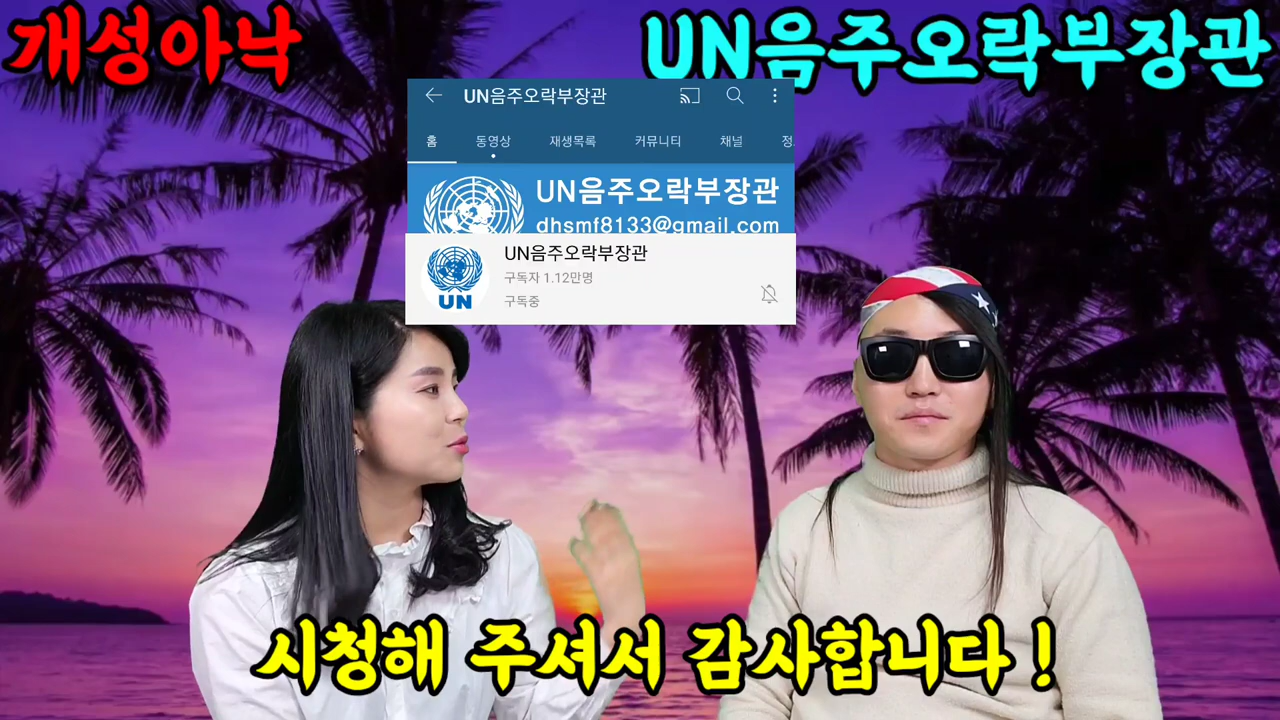 개성아낙
UN음주오락부장관
UN음주오락부장관
홈 동영상 재생목록 커뮤니티 채널 정
UN음주오락부장관
dhsmf8133@gmail.com
UN음주오락부장관
구독자 1.12만명
UN
구독중
시청해 주셔서 감사합니다 !